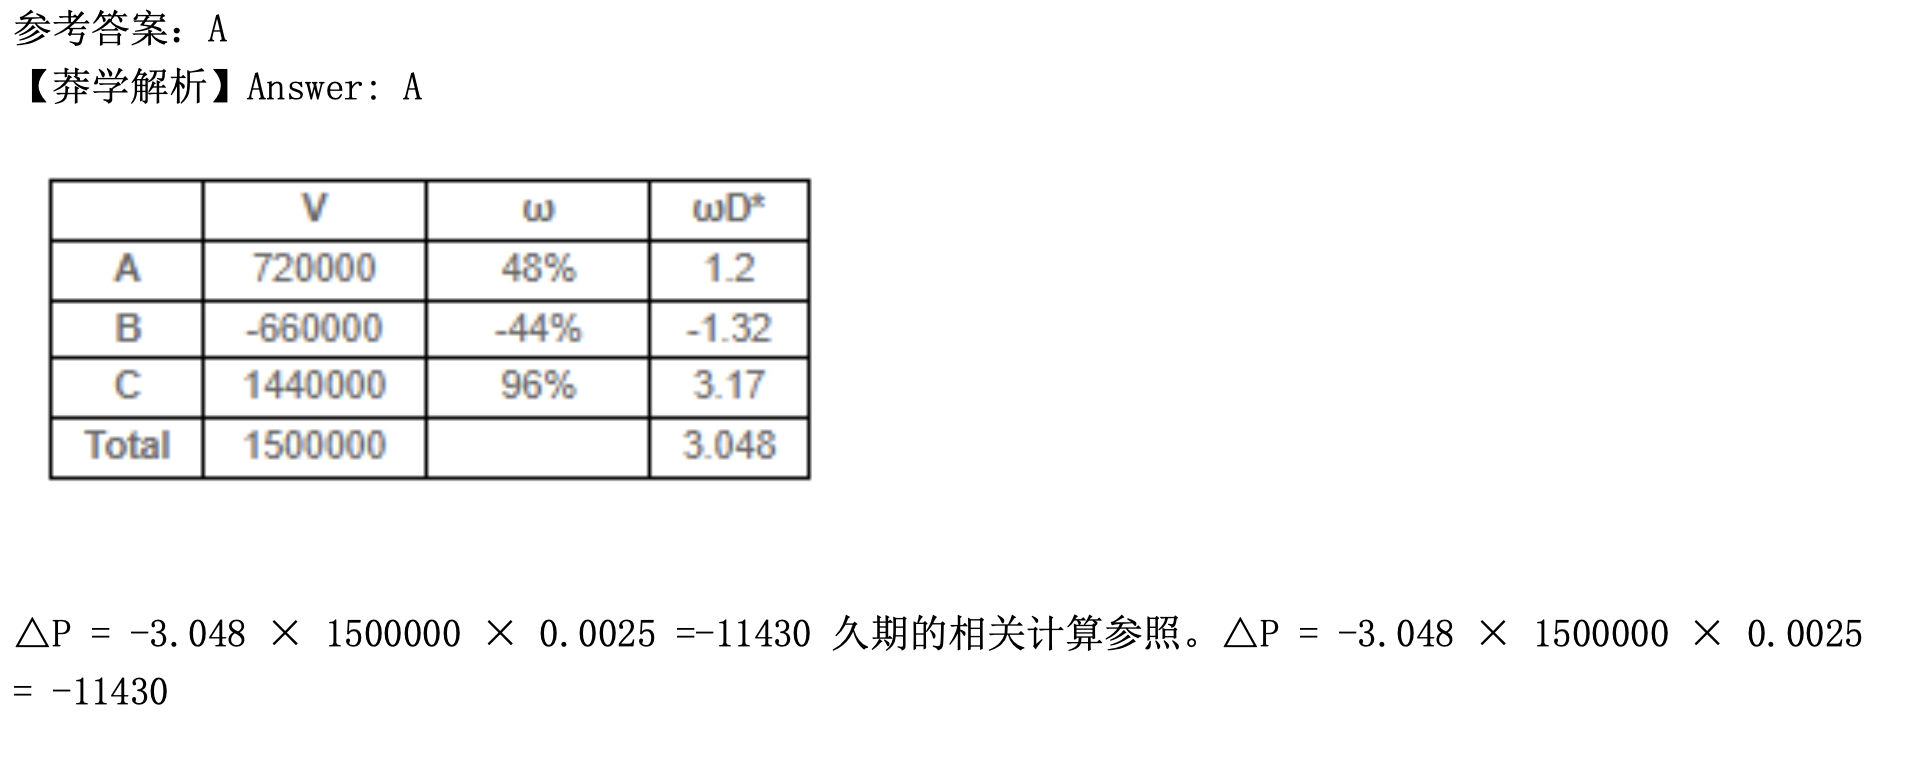 参考答案：A
【莽学解析】Answer: A
V ω ωD*
A 720000 48% 1.2
B -660000 -44% -1.32
C 1440000 96% 3.17
Total 1500000 3.048
△P = -3.048 × 1500000 × 0.0025 =-11430 久期的相关计算参照。△P = -3.048 × 1500000 × 0.0025
= -11430